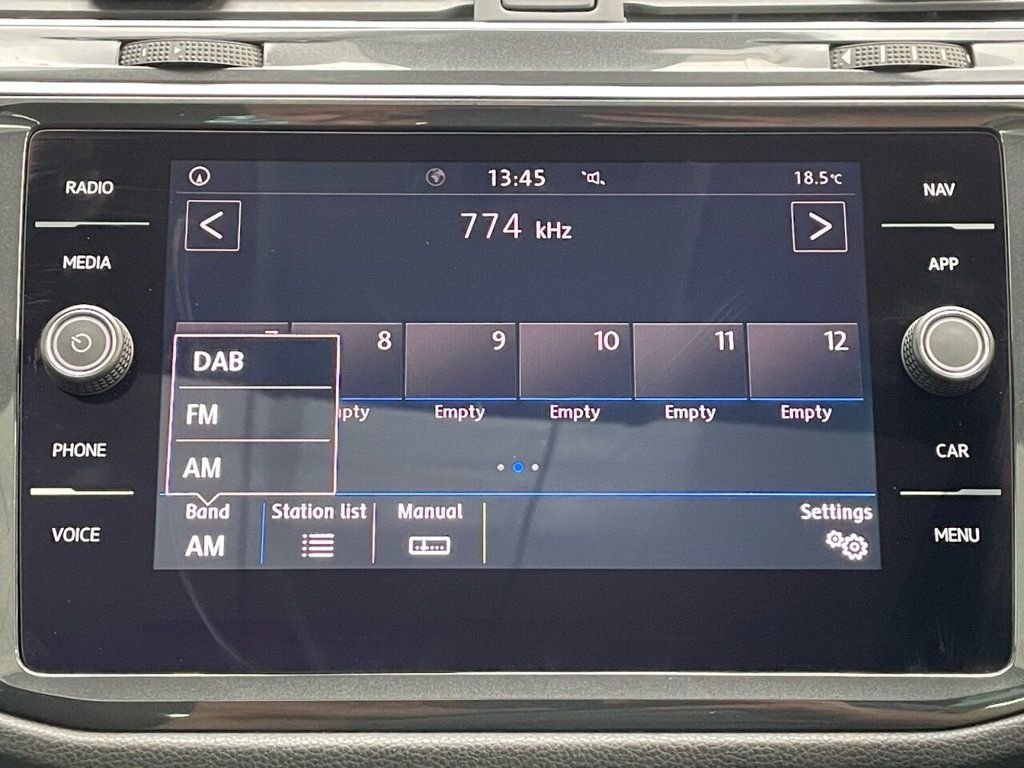 RADIO
MEDIA
PHONE
VOICE
13:45
18.5°C
< 774 kHz >
8 9 10 11 12
Empty Empty Empty Empty
DAB
FM
AM
Band Station list Manual Settings
AM
NAV
APP
CAR
MENU